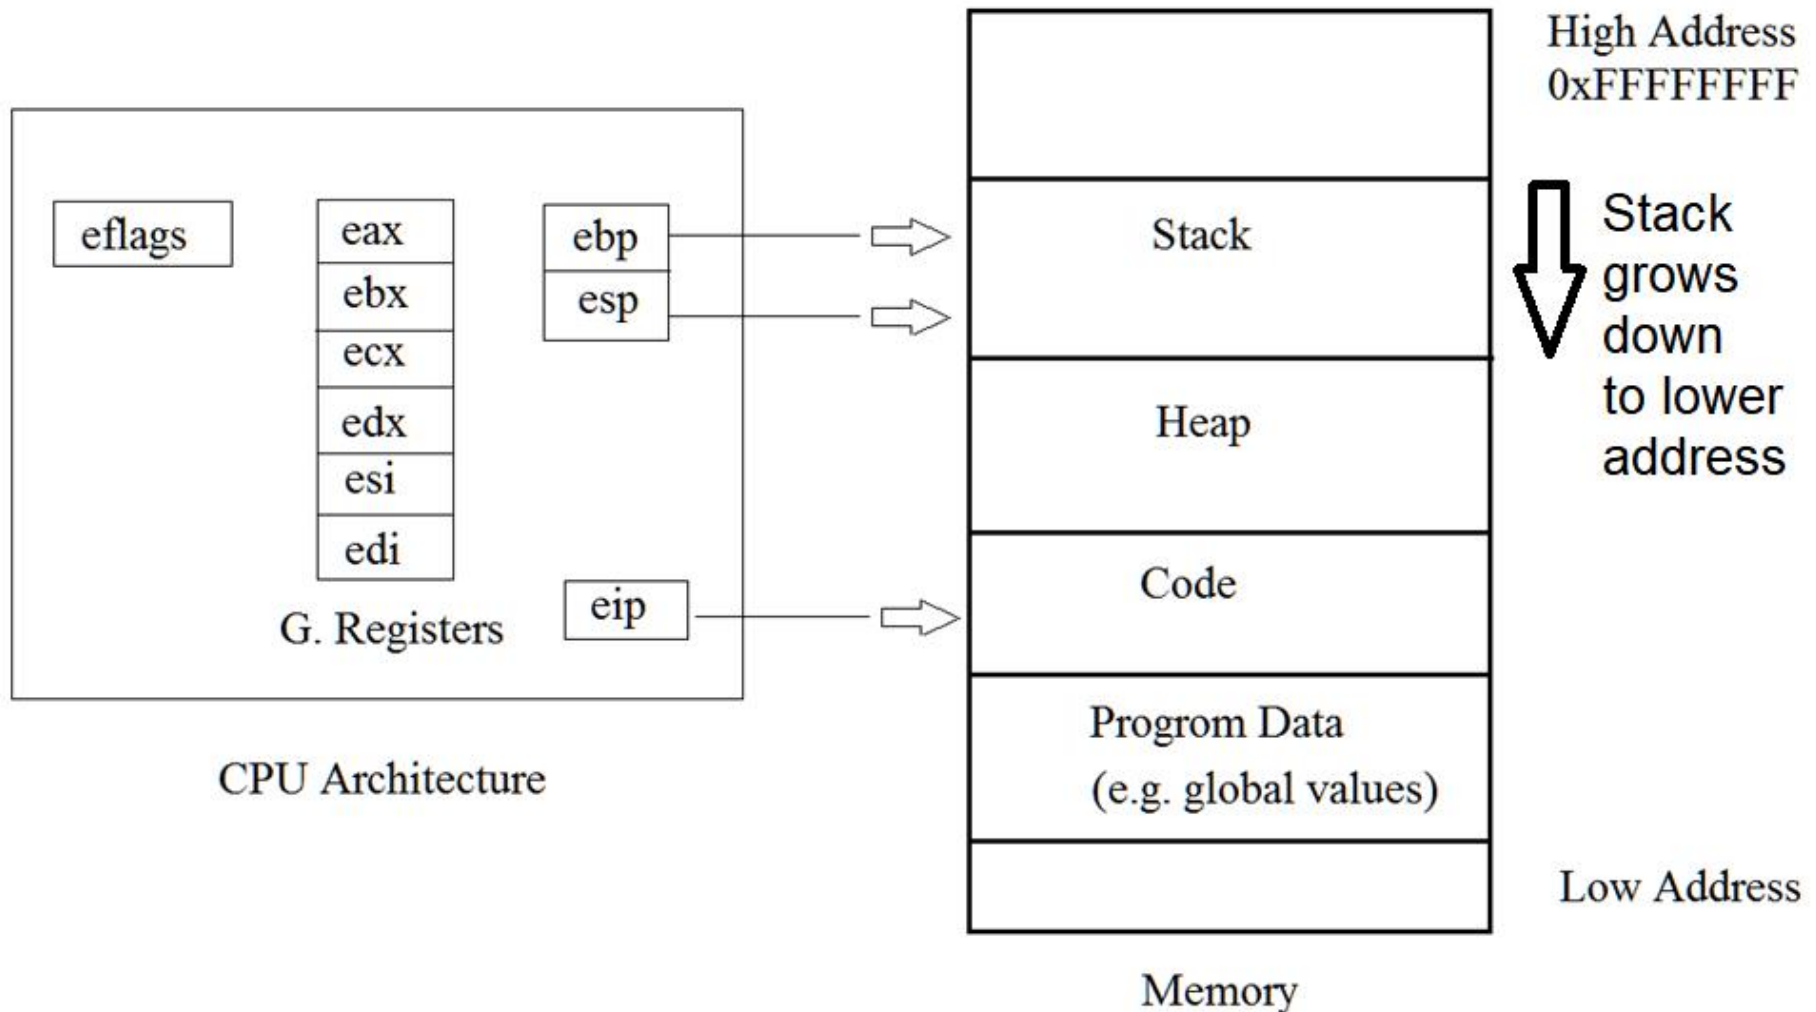 High Address
0xFFFFFFFF
eflags
eax
ebx
ecx
edx
esi
edi
G. Registers
ebp
esp
eip
CPU Architecture
Stack
Heap
Code
Progrom Data
(e.g. global values)
Stack
grows
down
to lower
address
Low Address
Memory